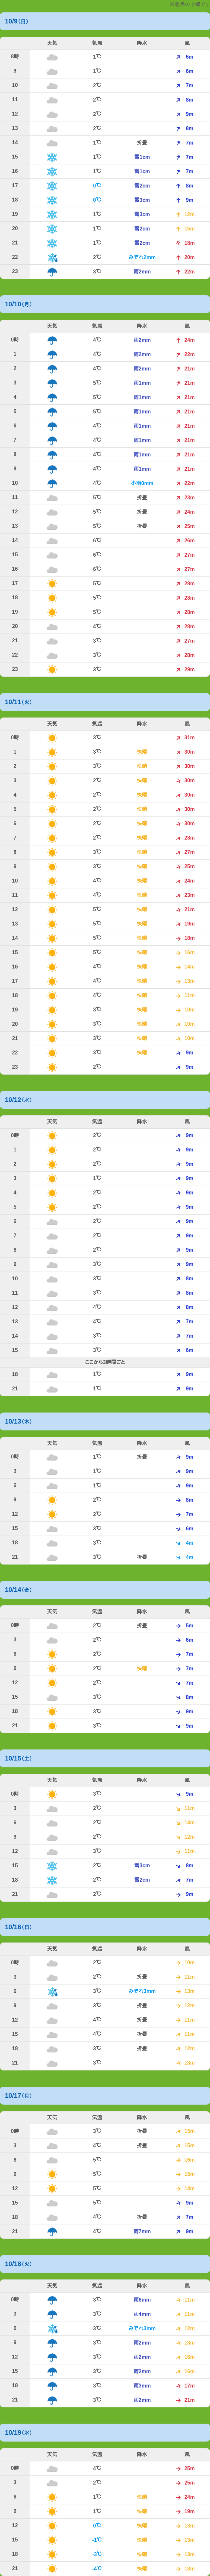 の予報です
10/9(日)
天気 気温 降水 風
8時 1℃ 6m
9 1℃ 6m
10 2℃ 7m
11 2℃ 8m
12 2℃ 9m
13 2℃ 8m
14 1℃ 7m
15 1℃ 雪1cm 7m
16 1℃ 雪1cm 7m
17 0℃ 雪2cm 8m
18 0℃ 雪3cm 9m
19 1℃ 雪3cm 12m
20 1℃ 雪2cm 15m
21 1℃ 雪2cm 18m
22 2℃ みぞれ2mm 20m
23 3℃ 雨2mm 22m
10/10(月)
天気 気温 降水 風
0時 4℃ 雨2mm 24m
1 4℃ 雨2mm 22m
2 4℃ 雨2mm 21m
3 5℃ 雨1mm 21m
4 5℃ 雨1mm 21m
5 5℃ 雨1mm 21m
6 4℃ 雨1mm 21m
7 4℃ 雨1mm 21m
8 4℃ 雨1mm 21m
9 4℃ 雨1mm 21m
10 4℃ 小雨0mm 22m
11 5℃ 23m
12 5℃ 24m
13 5℃ 25m
14 6℃ 26m
15 6℃ 27m
16 6℃ 27m
17 5℃ 28m
18 5℃ 28m
19 5℃ 28m
20 4℃ 28m
21 3℃ 27m
22 3℃ 28m
23 3℃ 29m
10/11(火)
天気 気温 降水 風
0時 3℃ 31m
1 3℃ 快晴 30m
2 3℃ 快晴 30m
3 2℃ 快晴 30m
4 2℃ 快晴 30m
5 2℃ 快晴 30m
6 2℃ 快晴 30m
7 2℃ 快晴 28m
8 3℃ 快晴 27m
9 3℃ 快晴 25m
10 4℃ 快晴 24m
11 4℃ 快晴 23m
12 5℃ 快晴 21m
13 5℃ 快晴 19m
14 5℃ 快晴 18m
15 5℃ 快晴 16m
16 4℃ 快晴 14m
17 4℃ 快晴 13m
18 4℃ 快晴 11m
19 3℃ 快晴 10m
20 3℃ 快晴 10m
21 3℃ 快晴 10m
22 3℃ 快晴 9m
23 2℃ 9m
10/12(水)
天気 気温 降水 風
0時 2℃ 9m
1 2℃ 9m
2 2℃ 9m
3 1℃ 9m
4 2℃ 9m
5 2℃ 9m
6 2℃ 9m
7 2℃ 9m
8 2℃ 9m
9 3℃ 9m
10 3℃ 8m
11 3℃ 8m
12 4℃ 8m
13 4℃ 7m
14 3℃ 7m
15 3℃ 6m
ここから3時間ごと
18 1℃ 9m
21 1℃ 9m
10/13(木)
天気 気温 降水 風
0時 1℃ 9m
3 1℃ 9m
6 1℃ 9m
9 2℃ 8m
12 2℃ 7m
15 3℃ 6m
18 3℃ 4m
21 3℃ 4m
10/14(金)
天気 気温 降水 風
0時 2℃ 5m
3 2℃ 6m
6 2℃ 7m
9 2℃ 快晴 7m
12 2℃ 7m
15 3℃ 8m
18 3℃ 9m
21 3℃ 9m
10/15(土)
天気 気温 降水 風
0時 3℃ 9m
3 2℃ 11m
6 2℃ 14m
9 2℃ 12m
12 3℃ 11m
15 2℃ 雪3cm 8m
18 2℃ 雪2cm 7m
21 2℃ 9m
10/16(日)
天気 気温 降水 風
0時 2℃ 10m
3 2℃ 11m
6 3℃ みぞれ3mm 13m
9 3℃ 12m
12 4℃ 11m
15 4℃ 11m
18 3℃ 12m
21 3℃ 13m
10/17(月)
天気 気温 降水 風
0時 3℃ 15m
3 4℃ 15m
6 5℃ 16m
9 5℃ 15m
12 5℃ 14m
15 5℃ 9m
18 4℃ 7m
21 4℃ 雨7mm 9m
10/18(火)
天気 気温 降水 風
0時 3℃ 雨6mm 11m
3 3℃ 雨4mm 11m
6 3℃ みぞれ3mm 12m
9 3℃ 雨2mm 13m
12 3℃ 雨2mm 16m
15 3℃ 雨2mm 16m
18 3℃ 雨3mm 17m
21 3℃ 雨2mm 21m
10/19(水)
天気 気温 降水 風
0時 4℃ 25m
3 2℃ 25m
6 1℃ 快晴 24m
9 1℃ 快晴 19m
12 0℃ 快晴 13m
15 -1℃ 快晴 13m
18 -3℃ 快晴 13m
21 -4℃ 快晴 13m